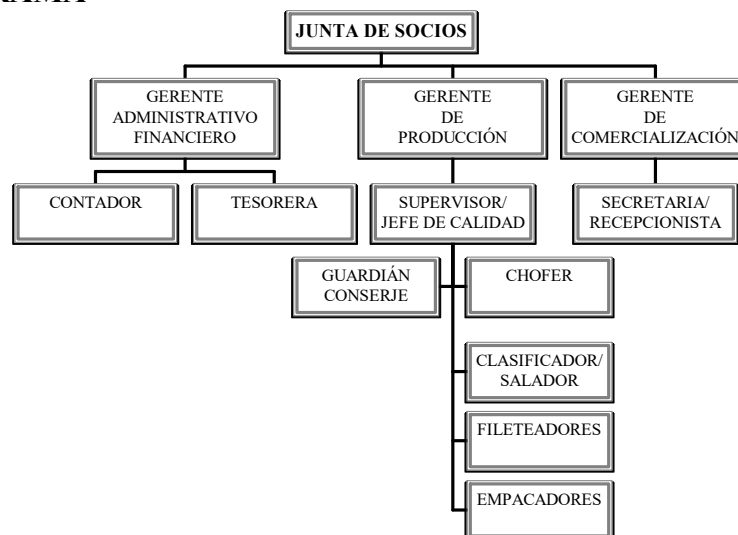 JUNTA DE SOCIOS
GERENTE
ADMINISTRATIVO
FINANCIERO
GERENTE
DE
PRODUCCIÓN
GERENTE
DE
COMERCIALIZACIÓN
CONTADOR
TESORERA
SUPERVISOR/
JEFE DE CALIDAD
SECRETARIA/
RECEPCIONISTA
GUARDIÁN
CONSERJE
CHOFER
CLASIFICADOR/
SALADOR
FILETEADORES
EMPACADORES